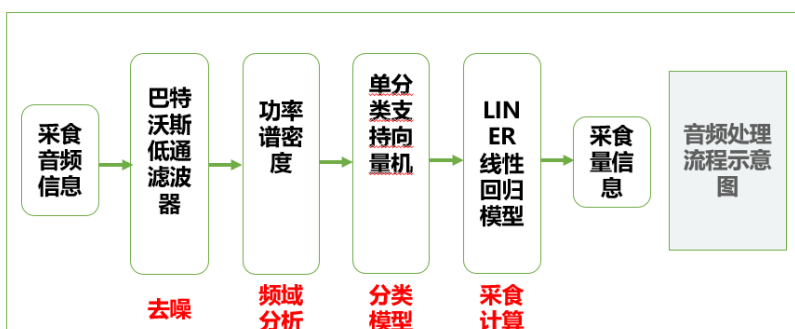 采食
音频
信息
巴特
沃斯
低通
滤波
器
功率
谱密
度
单分
类支
持向
量机
LIN
ER
线性
回归
模型
采食
量信
息
音频处理
流程示意
图
去噪
频域
分析
分类
模型
采食
计算